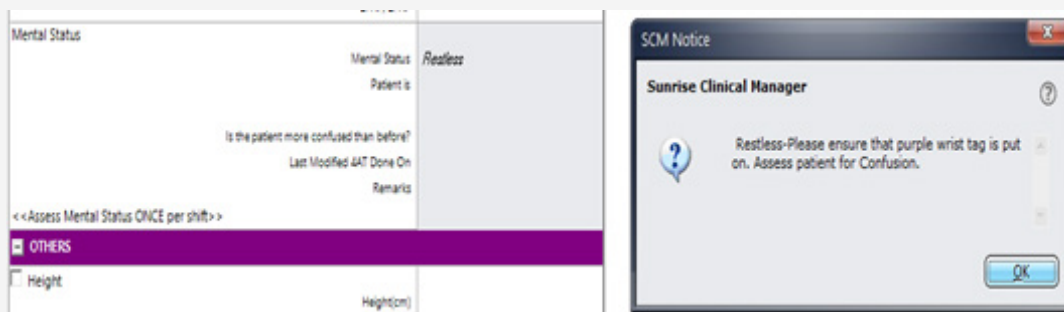 Mental Status
Mental Status Restless
Patient is
Is the patient more confused than before?
Last Modified 4AT Done On
Remarks
<<Assess Mental Status ONCE per shift>>
OTHERS
Height
Height(cm)
SCM Notice
Sunrise Clinical Manager
Restless-Please ensure that purple wrist tag is put
on. Assess patient for Confusion.
OK